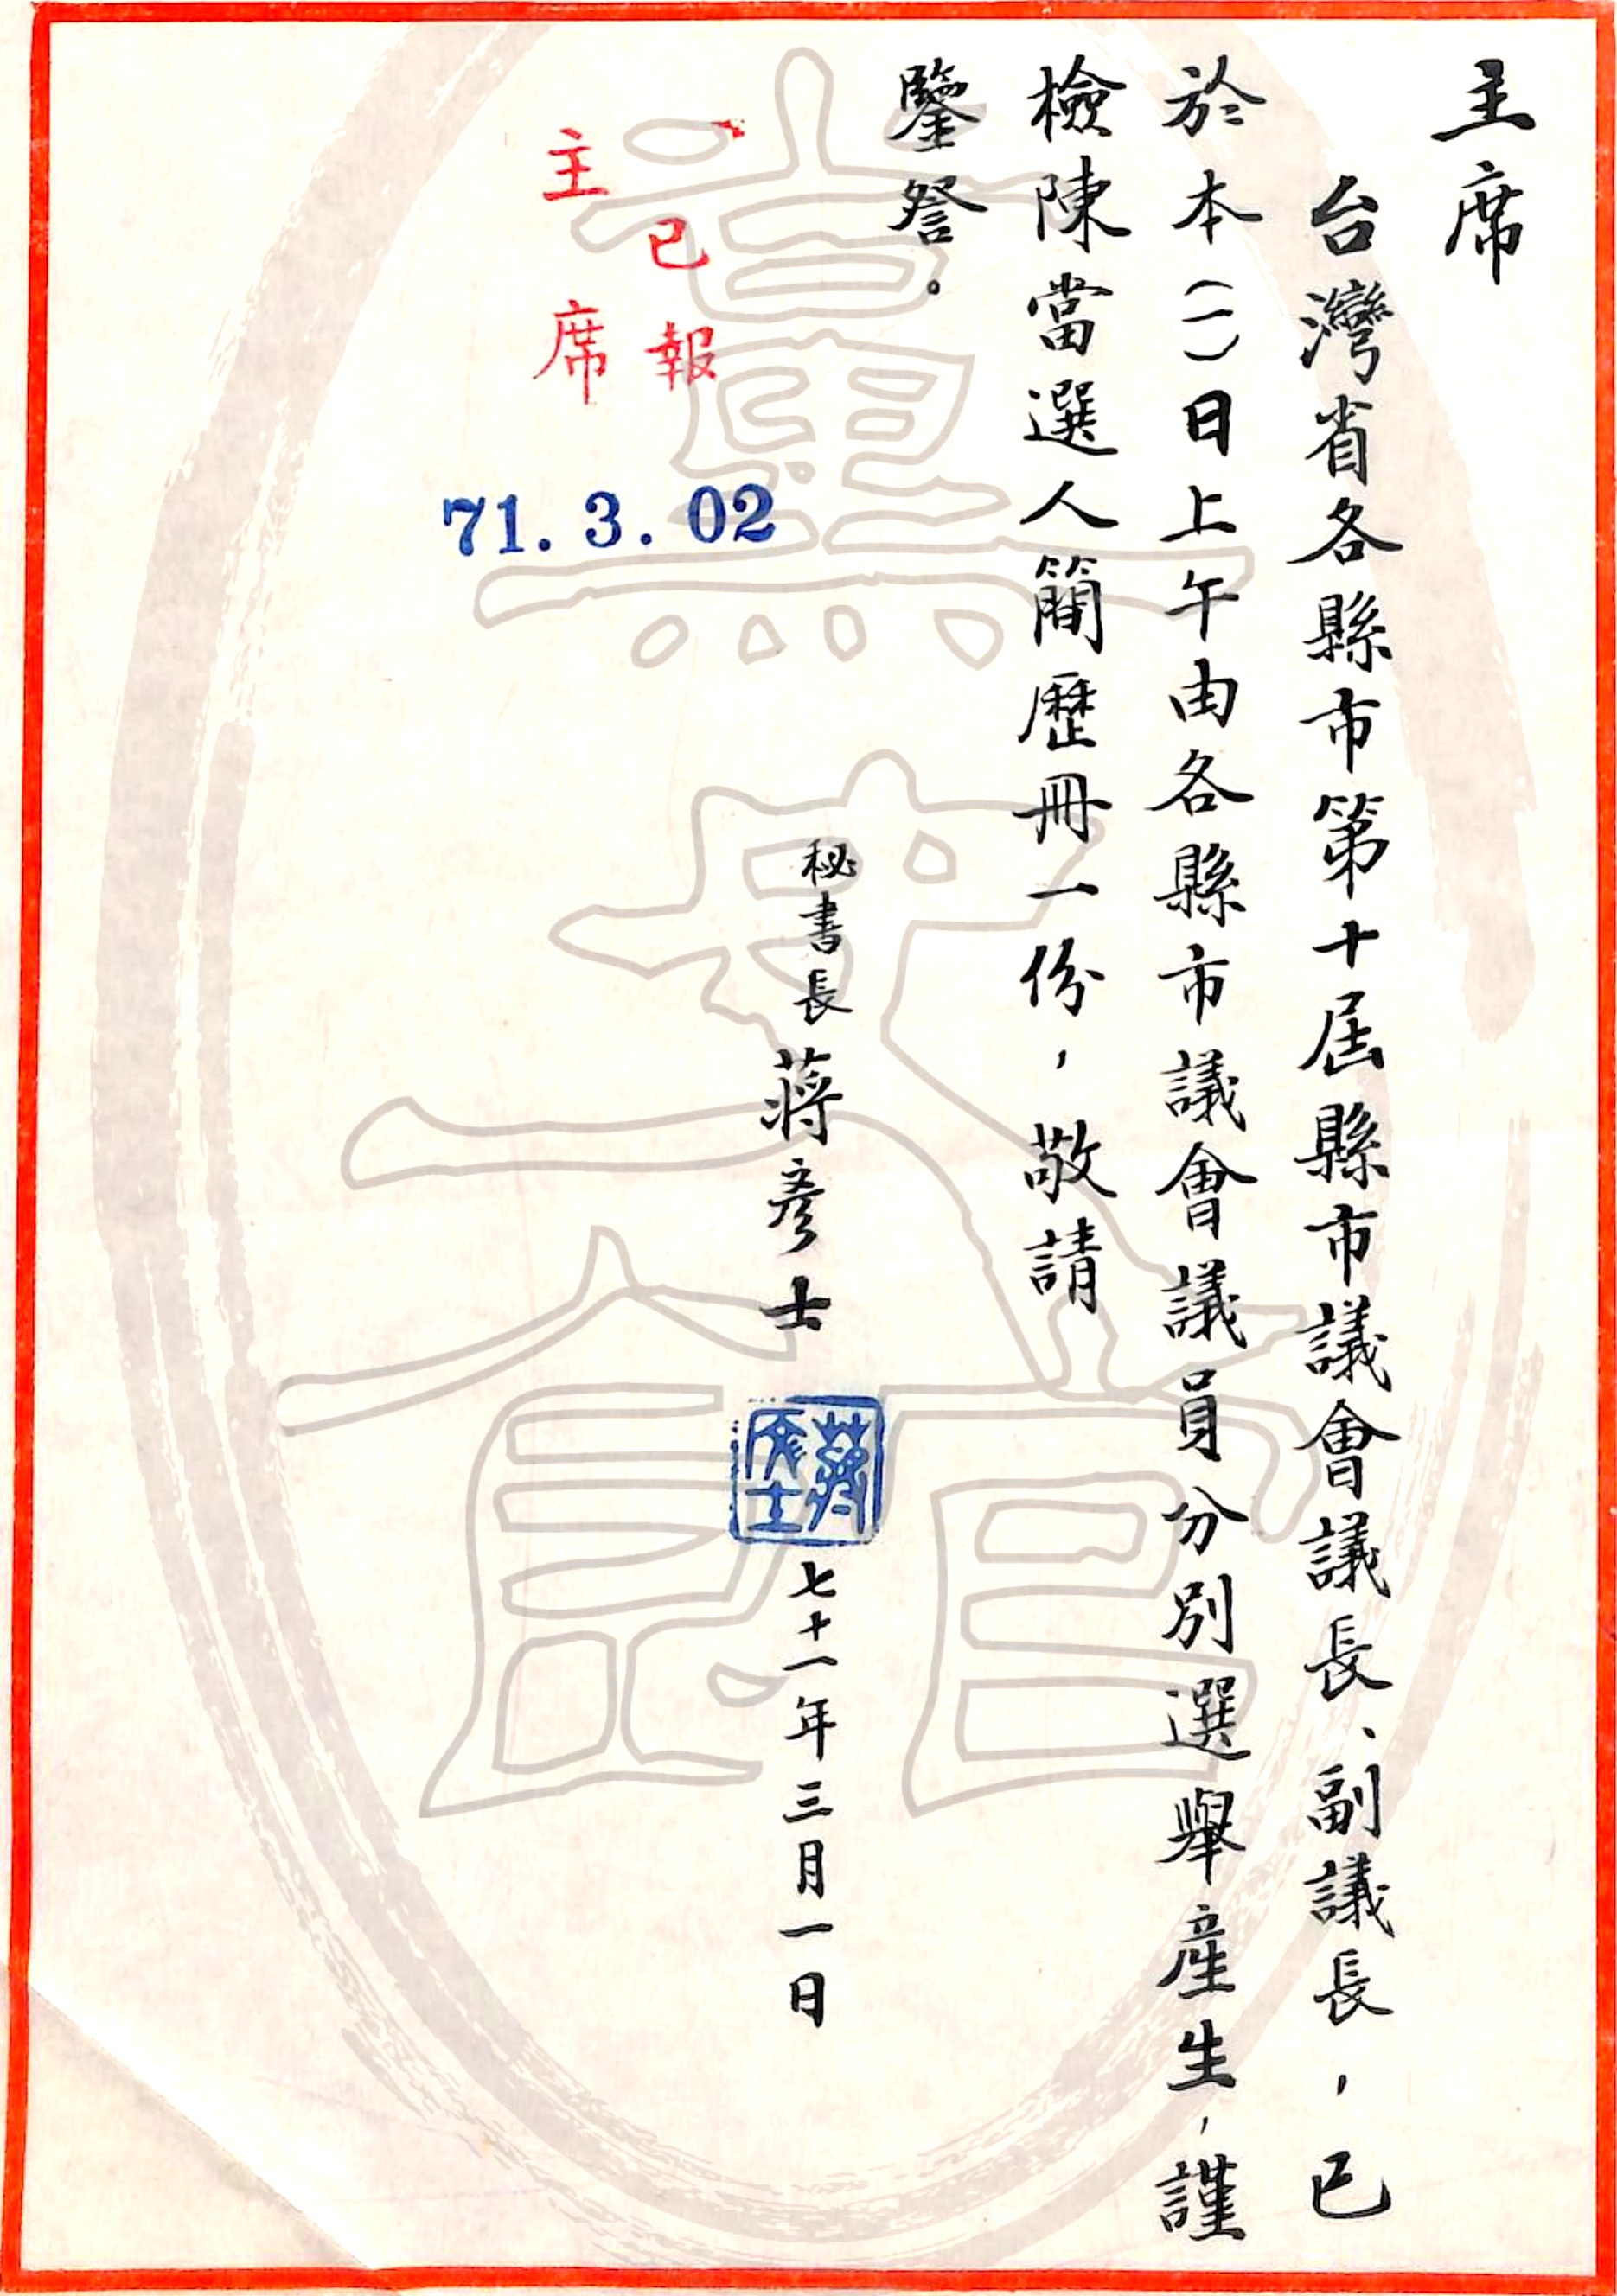 主席
台灣省各縣市第十屆縣市議會議長、副議長，已
於本(一)日上午由各縣市議會議員分別選舉產生，謹
檢陳當選人簡歷冊一份，敬請
鑒詧。
秘書長蔣彥士
蔣彥士
七十一年三月一日
已報
主席
71.3.02
黨史館